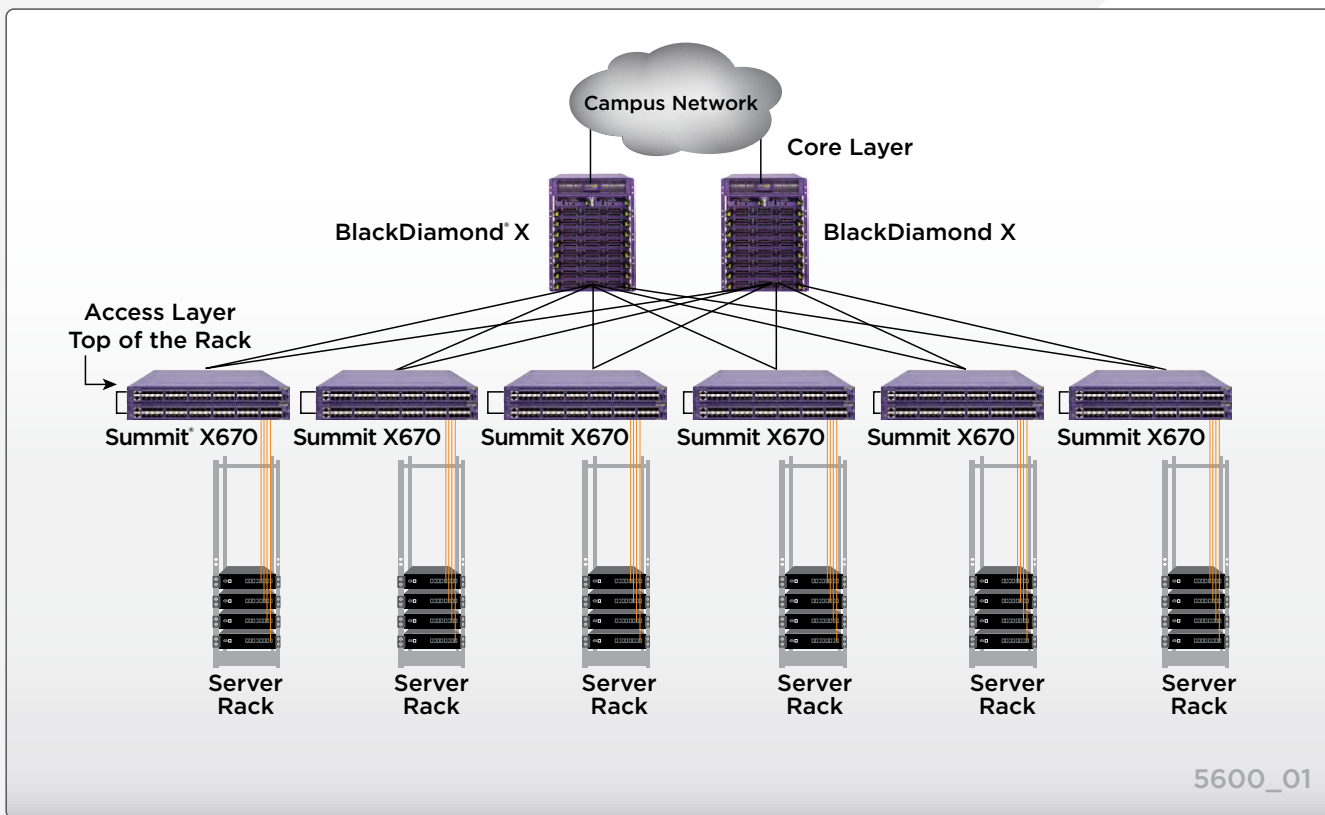 Campus Network
Core Layer
BlackDiamond® X
BlackDiamond X
Access Layer
Top of the Rack
Summit® X670
Summit X670
Summit X670
Summit X670
Summit X670
Summit X670
Server
Rack
Server
Rack
Server
Rack
Server
Rack
Server
Rack
Server
Rack
5600_01